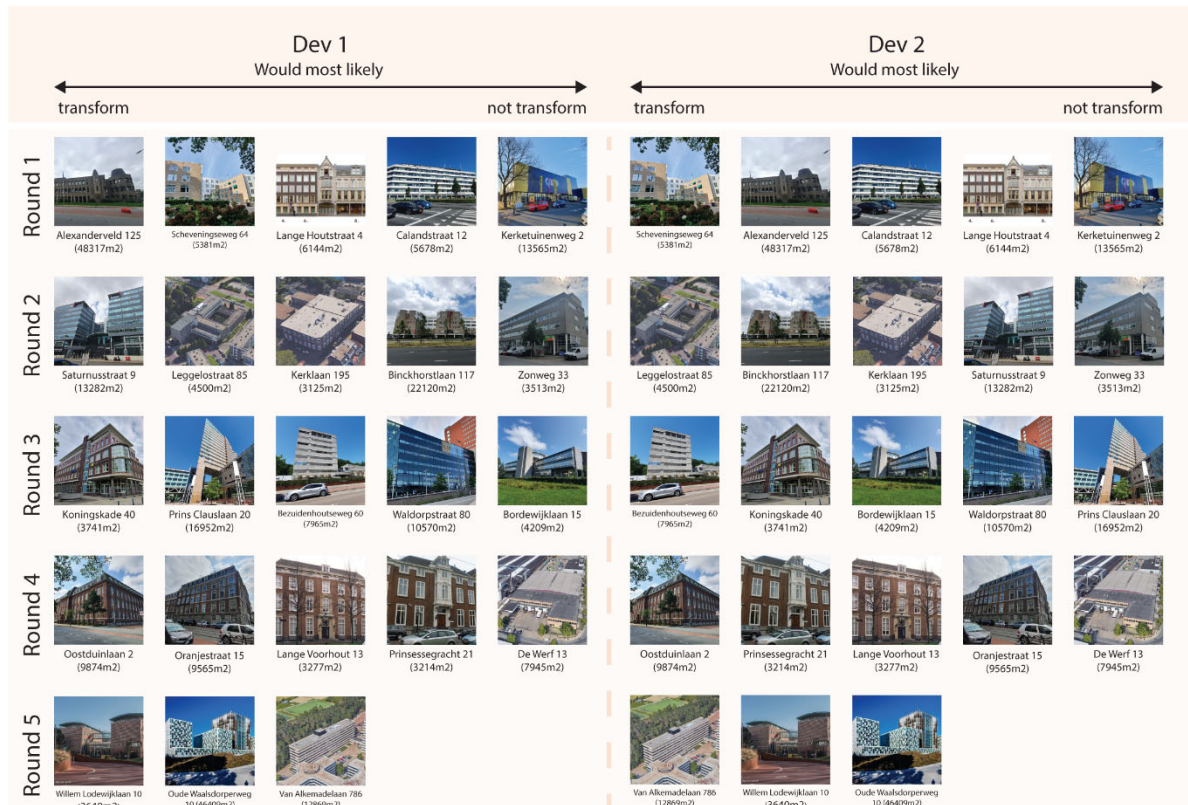 Dev 1
Would most likely
transform
not transform
Dev 2
Would most likely
transform
not transform
Round 1
Alexanderveld 125
(48317m2)
Scheveningseweg 64
(5381m2)
Lange Houtstraat 4
(6144m2)
Calandstraat 12
(5678m2)
Kerketuinenweg 2
(13565m2)
Scheveningseweg 64
(5381m2)
Alexanderveld 125
(48317m2)
Calandstraat 12
(5678m2)
Lange Houtstraat 4
(6144m2)
Kerketuinenweg 2
(13565m2)
Round 2
Saturnusstraat 9
(13282m2)
Leggelostraat 85
(4500m2)
Kerklaan 195
(3125m2)
Binckhorstlaan 117
(22120m2)
Zonweg 33
(3513m2)
Leggelostraat 85
(4500m2)
Binckhorstlaan 117
(22120m2)
Kerklaan 195
(3125m2)
Saturnusstraat 9
(13282m2)
Zonweg 33
(3513m2)
Round 3
Koningskade 40
(3741m2)
Prins Clauslaan 20
(16952m2)
Bezuidenhoutseweg 60
(7965m2)
Waldorpstraat 80
(10570m2)
Bordewijklaan 15
(4209m2)
Bezuidenhoutseweg 60
(7965m2)
Koningskade 40
(3741m2)
Bordewijklaan 15
(4209m2)
Waldorpstraat 80
(10570m2)
Prins Clauslaan 20
(16952m2)
Round 4
Oostduinlaan 2
(9874m2)
Oranjestraat 15
(9565m2)
Lange Voorhout 13
(3277m2)
Prinsessegracht 21
(3214m2)
De Werf 13
(7945m2)
Oostduinlaan 2
(9874m2)
Prinsessegracht 21
(3214m2)
Lange Voorhout 13
(3277m2)
Oranjestraat 15
(9565m2)
De Werf 13
(7945m2)
Round 5
Willem Lodewijklaan 10
(3640m2)
Oude Waalsdorperweg
10 (46409m2)
Van Alkemadelaan 786
(12869m2)
Van Alkemadelaan 786
(12869m2)
Willem Lodewijklaan 10
(3640m2)
Oude Waalsdorperweg
10 (46409m2)